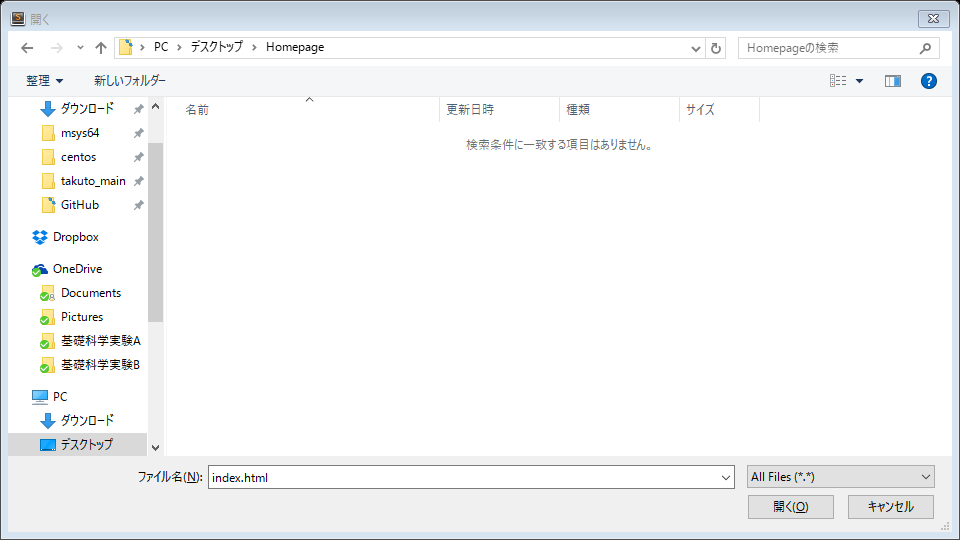 開く
PC > デスクトップ > Homepage
Homepageの検索
整理 新しいフォルダー
名前 更新日時 種類 サイズ
検索条件に一致する項目はありません。
ダウンロード
msys64
centos
takuto_main
GitHub
Dropbox
OneDrive
Documents
Pictures
基礎科学実験A
基礎科学実験B
PC
ダウンロード
デスクトップ
ファイル名(N): index.html
All Files (*.*)
開く(O) キャンセル